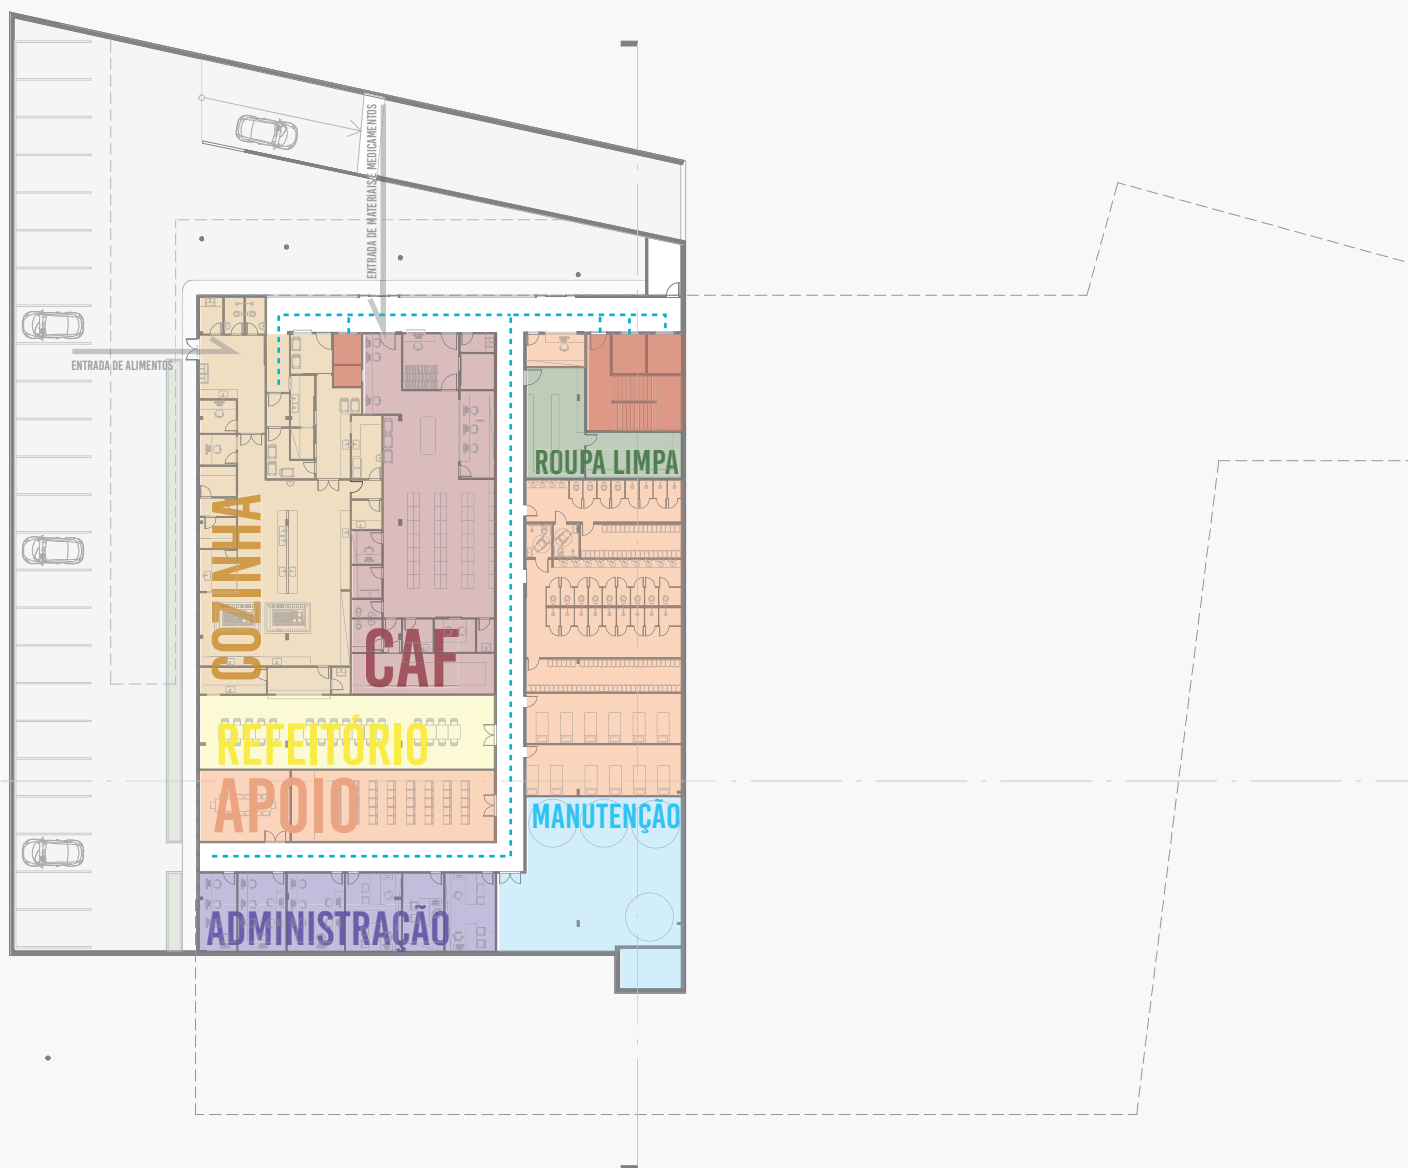 ENTRADA DE MATERIAIS E MEDICAMENTOS
ENTRADA DE ALIMENTOS
ROUPA LIMPA
COZINHA
CAF
REFEITÓRIO
APOIO
MANUTENÇÃO
ADMINISTRAÇÃO